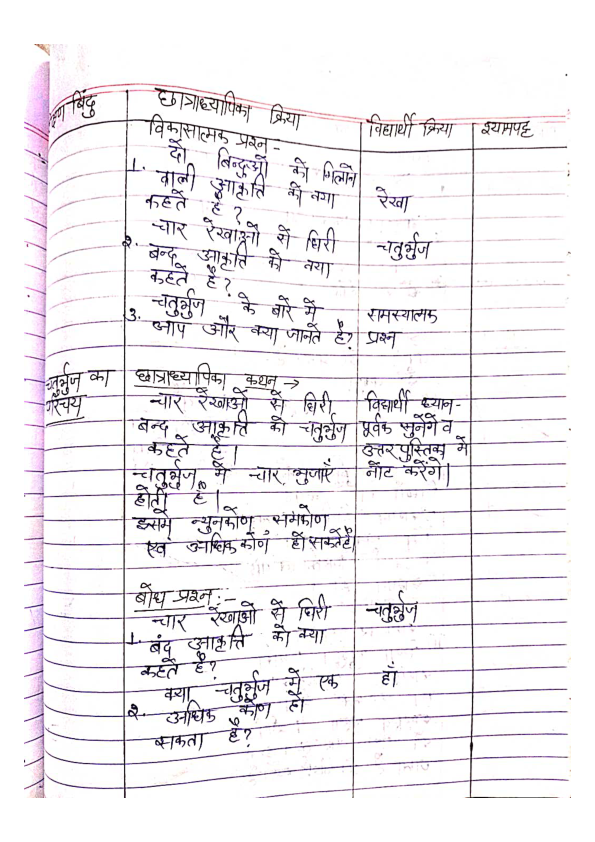 बिंदु छात्राध्यापिका क्रिया विद्यार्थी क्रिया श्यामपट्ट
विकासात्मक प्रश्न -
1. दो बिन्दुओं को मिलाने
वाली आकृति को क्या
कहते हैं ? रेखा
2. चार रेखाओं से घिरी
बन्द आकृति को क्या चतुर्भुज
कहते हैं ?
3. चतुर्भुज के बारे में समस्यात्मक
आप और क्या जानते हैं? प्रश्न
चतुर्भुज का छात्राध्यापिका कथन →
परिचय चार रेखाओं से घिरी विद्यार्थी ध्यान-
बन्द आकृति को चतुर्भुज पूर्वक सुनेंगे व
कहते हैं । उत्तर पुस्तिका में
चतुर्भुज में चार भुजाएँ नोट करेंगे।
होती हैं ।
इसमें न्युनकोण समकोण
एवं अधिक कोण हो सकते हैं।
बोध प्रश्न :-
1. चार रेखाओं से घिरी चतुर्भुज
बंद आकृति को क्या
कहते हैं ?
2. क्या चतुर्भुज में एक हाँ
अधिक कोण हो
सकता है ?